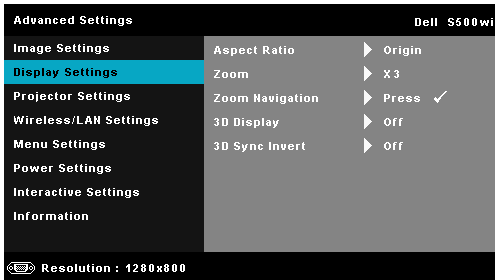 Advanced Settings
Dell S500wi
Image Settings
Display Settings
Projector Settings
Wireless/LAN Settings
Menu Settings
Power Settings
Interactive Settings
Information
Aspect Ratio Origin
Zoom X3
Zoom Navigation Press ✓
3D Display Off
3D Sync Invert Off
Resolution : 1280x800